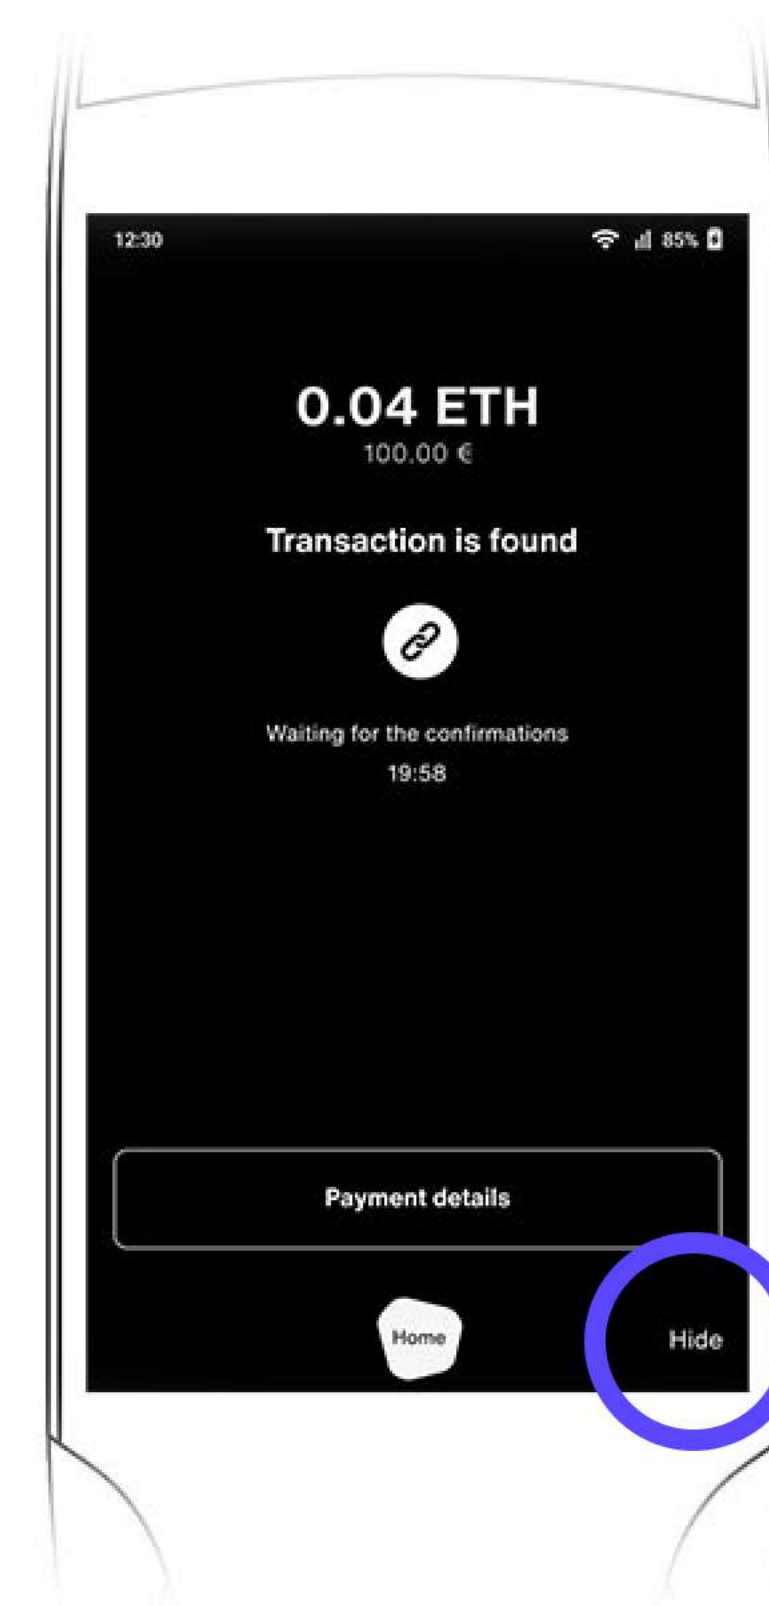 12:30 85%
0.04 ETH
100.00 €
Transaction is found
Waiting for the confirmations
19:58
Payment details
Home
Hide